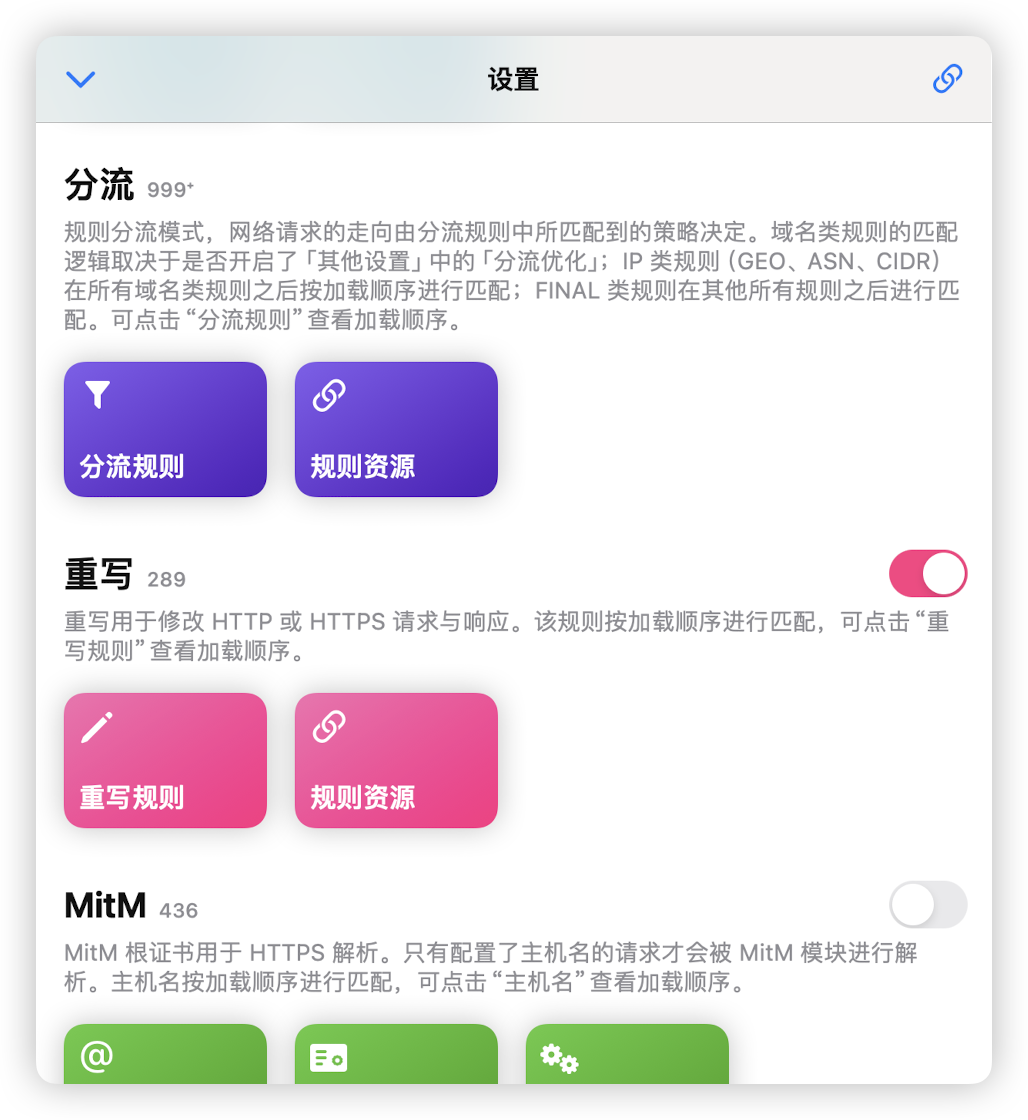 设置
分流 999+
规则分流模式，网络请求的走向由分流规则中所匹配到的策略决定。域名类规则的匹配
逻辑取决于是否开启了「其他设置」中的「分流优化」；IP 类规则（GEO、ASN、CIDR）
在所有域名类规则之后按加载顺序进行匹配；FINAL 类规则在其他所有规则之后进行匹
配。可点击“分流规则”查看加载顺序。
分流规则
规则资源
重写 289
重写用于修改 HTTP 或 HTTPS 请求与响应。该规则按加载顺序进行匹配，可点击“重
写规则”查看加载顺序。
重写规则
规则资源
MitM 436
MitM 根证书用于 HTTPS 解析。只有配置了主机名的请求才会被 MitM 模块进行解
析。主机名按加载顺序进行匹配，可点击“主机名”查看加载顺序。
@